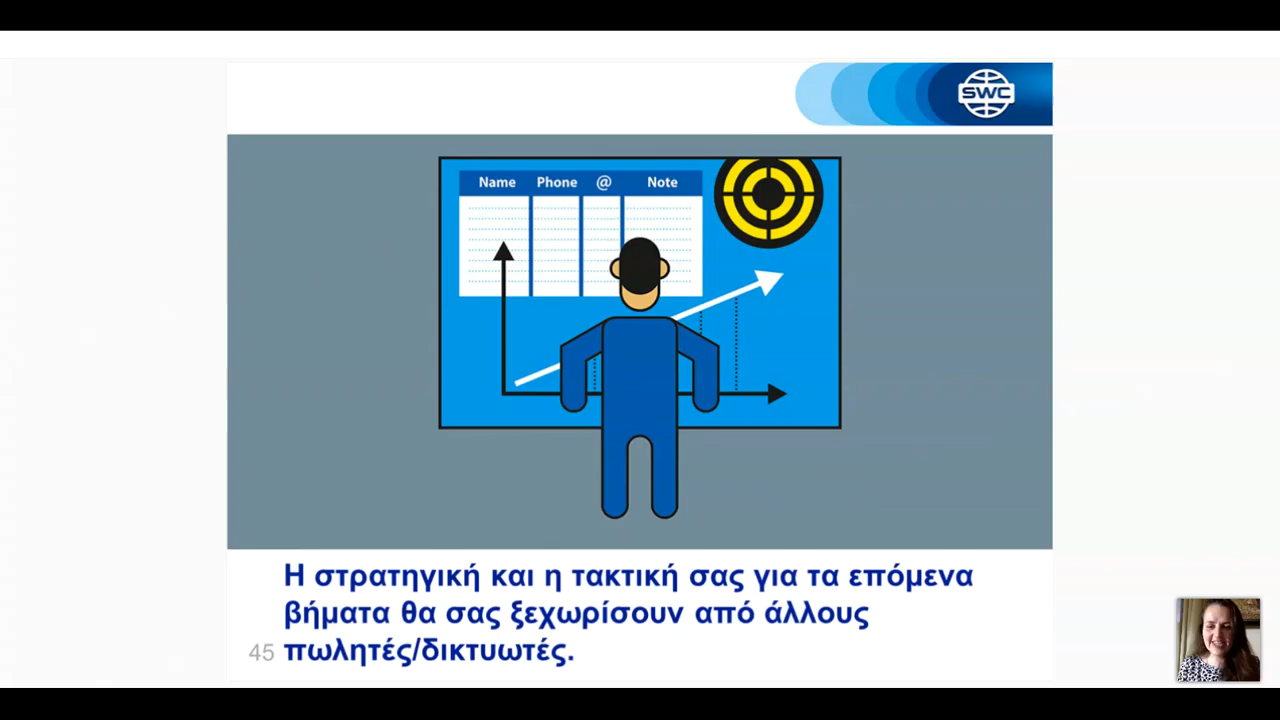 SWC
Name Phone @ Note
Η στρατηγική και η τακτική σας για τα επόμενα
βήματα θα σας ξεχωρίσουν από άλλους
45 πωλητές/δικτυωτές.